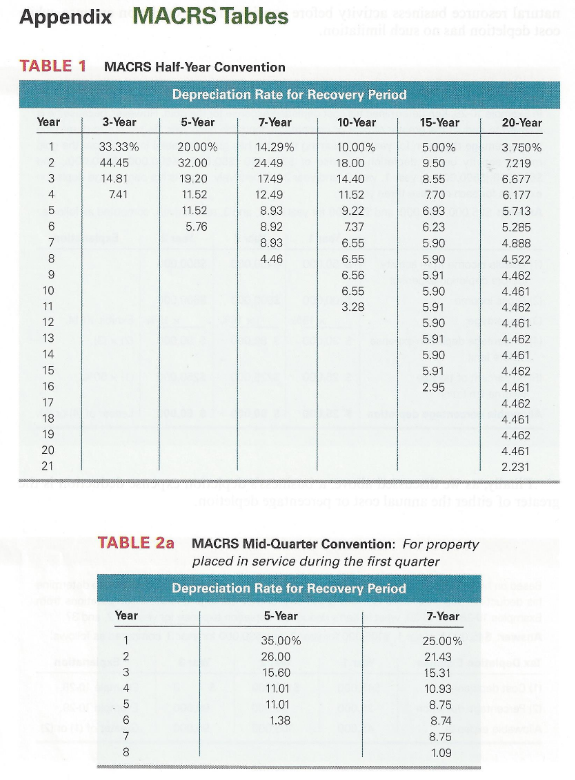 Appendix MACRS Tables
TABLE 1 MACRS Half-Year Convention
Depreciation Rate for Recovery Period
Year 3-Year 5-Year 7-Year 10-Year 15-Year 20-Year
1 33.33% 20.00% 14.29% 10.00% 5.00% 3.750%
2 44.45 32.00 24.49 18.00 9.50 7.219
3 14.81 19.20 17.49 14.40 8.55 6.677
4 7.41 11.52 12.49 11.52 7.70 6.177
5 11.52 8.93 9.22 6.93 5.713
6 5.76 8.92 7.37 6.23 5.285
7 8.93 6.55 5.90 4.888
8 4.46 6.55 5.90 4.522
9 6.56 5.91 4.462
10 6.55 5.90 4.461
11 3.28 5.91 4.462
12 5.90 4.461
13 5.91 4.462
14 5.90 4.461
15 5.91 4.462
16 2.95 4.461
17 4.462
18 4.461
19 4.462
20 4.461
21 2.231
TABLE 2a MACRS Mid-Quarter Convention: For property
placed in service during the first quarter
Depreciation Rate for Recovery Period
Year 5-Year 7-Year
1 35.00% 25.00%
2 26.00 21.43
3 15.60 15.31
4 11.01 10.93
5 11.01 8.75
6 1.38 8.74
7 8.75
8 1.09